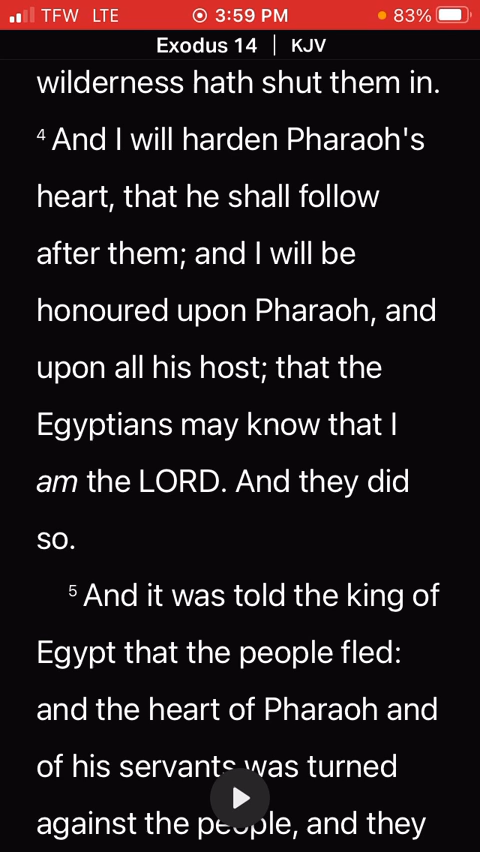 TFW LTE 3:59 PM 83%
Exodus 14 | KJV
wilderness hath shut them in.
4 And I will harden Pharaoh's
heart, that he shall follow
after them; and I will be
honoured upon Pharaoh, and
upon all his host; that the
Egyptians may know that I
am the LORD. And they did
so.
5 And it was told the king of
Egypt that the people fled:
and the heart of Pharaoh and
of his servants was turned
against the people, and they